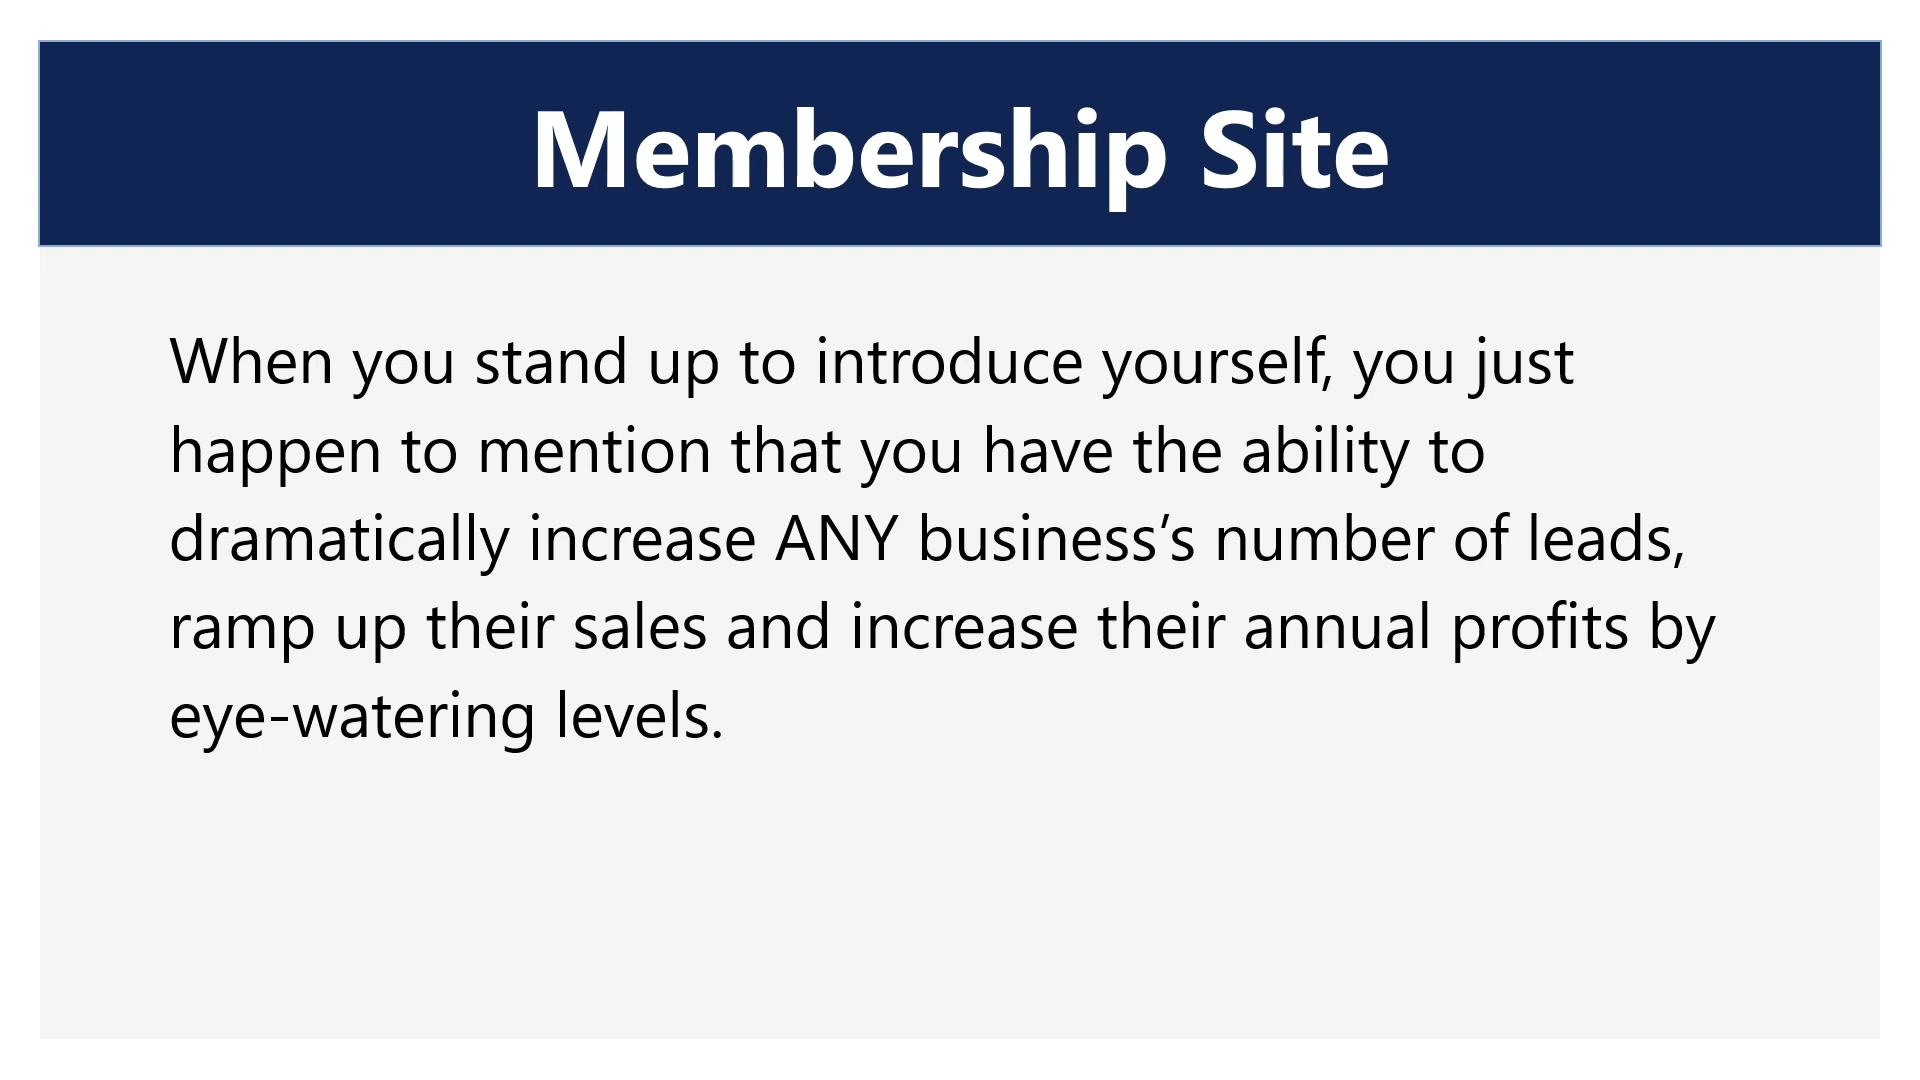 Membership Site
When you stand up to introduce yourself, you just
happen to mention that you have the ability to
dramatically increase ANY business’s number of leads,
ramp up their sales and increase their annual profits by
eye-watering levels.